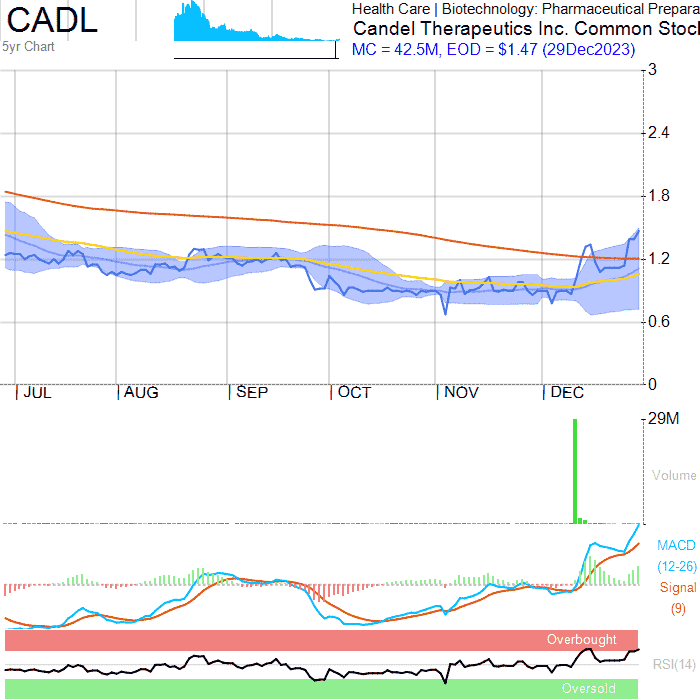 CADL
5yr Chart
Health Care | Biotechnology: Pharmaceutical Prepara
Candel Therapeutics Inc. Common Stock
MC = 42.5M, EOD = $1.47 (29Dec2023)
3
2.4
1.8
1.2
0.6
0
JUL
AUG
SEP
OCT
NOV
DEC
29M
Volume
MACD
(12-26)
Signal
(9)
Overbought
RSI(14)
Oversold